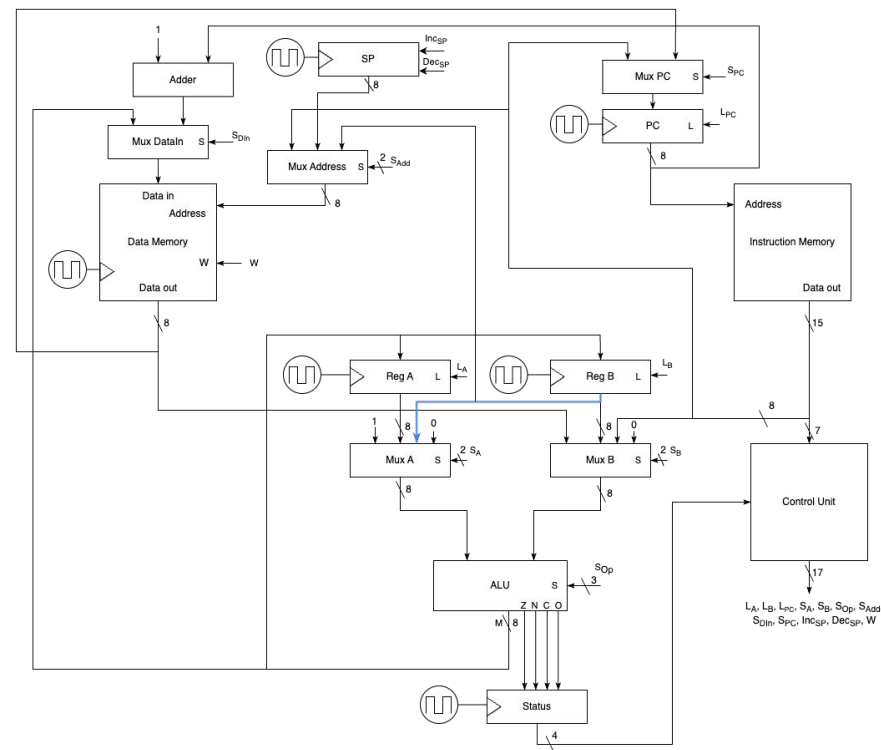 1
Inc_SP
SP
Dec_SP
Adder
8
Mux PC
S
S_PC
L_PC
PC
L
8
Mux DataIn
S
S_DIn
Mux Address
S
2
S_Add
8
Data in
Address
Data Memory
W
W
Data out
8
Address
Instruction Memory
Data out
15
Reg A
L
L_A
Reg B
L
L_B
8
7
1
8
0
8
0
Mux A
S
2
S_A
Mux B
S
2
S_B
8
8
Control Unit
17
L_A, L_B, L_PC, S_A, S_B, S_Op, S_Add
S_DIn, S_PC, Inc_SP, Dec_SP, W
ALU
S
S_Op
3
Z N C O
M
8
Status
4